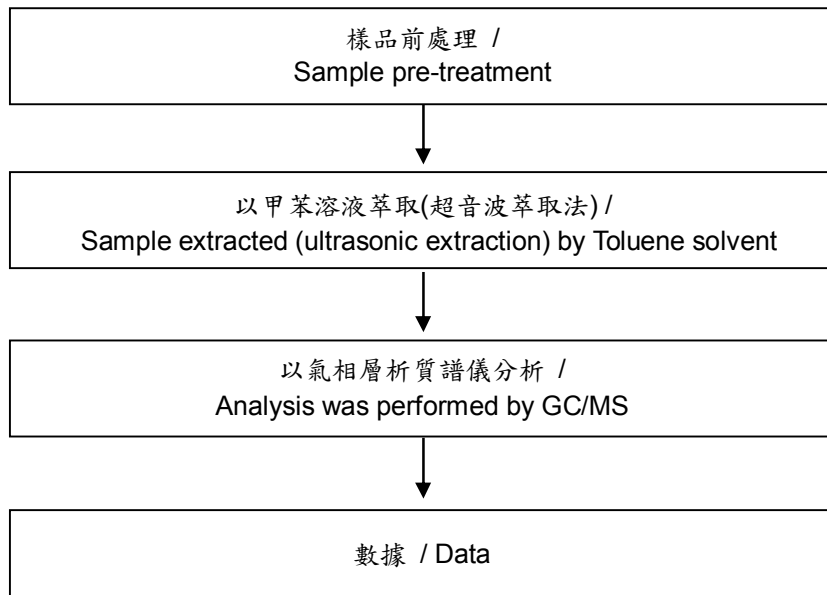 樣品前處理 /
Sample pre-treatment
以甲苯溶液萃取(超音波萃取法) /
Sample extracted (ultrasonic extraction) by Toluene solvent
以氣相層析質譜儀分析 /
Analysis was performed by GC/MS
數據 / Data